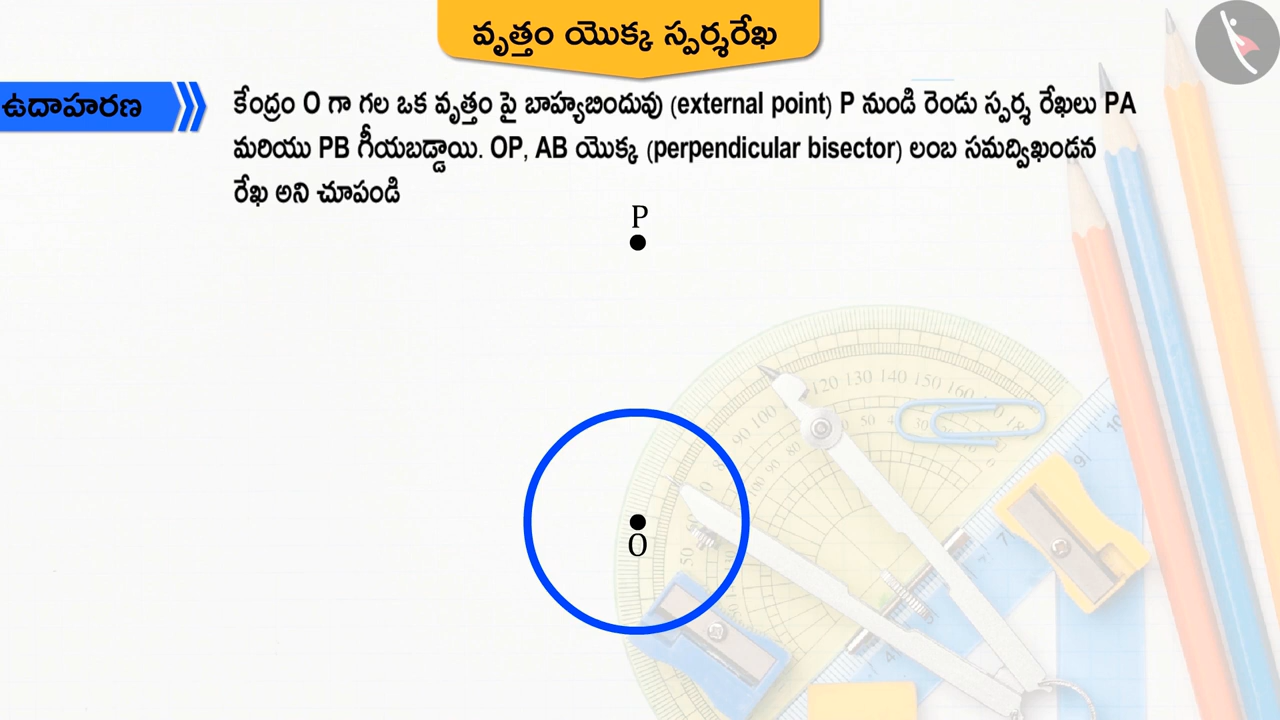 వృత్తం యొక్క స్పర్శరేఖ
ఉదాహరణ
కేంద్రం O గా గల ఒక వృత్తం పై బాహ్యబిందువు (external point) P నుండి రెండు స్పర్శ రేఖలు PA
మరియు PB గీయబడ్డాయి. OP, AB యొక్క (perpendicular bisector) లంబ సమద్విఖండన
రేఖ అని చూపండి
P
O